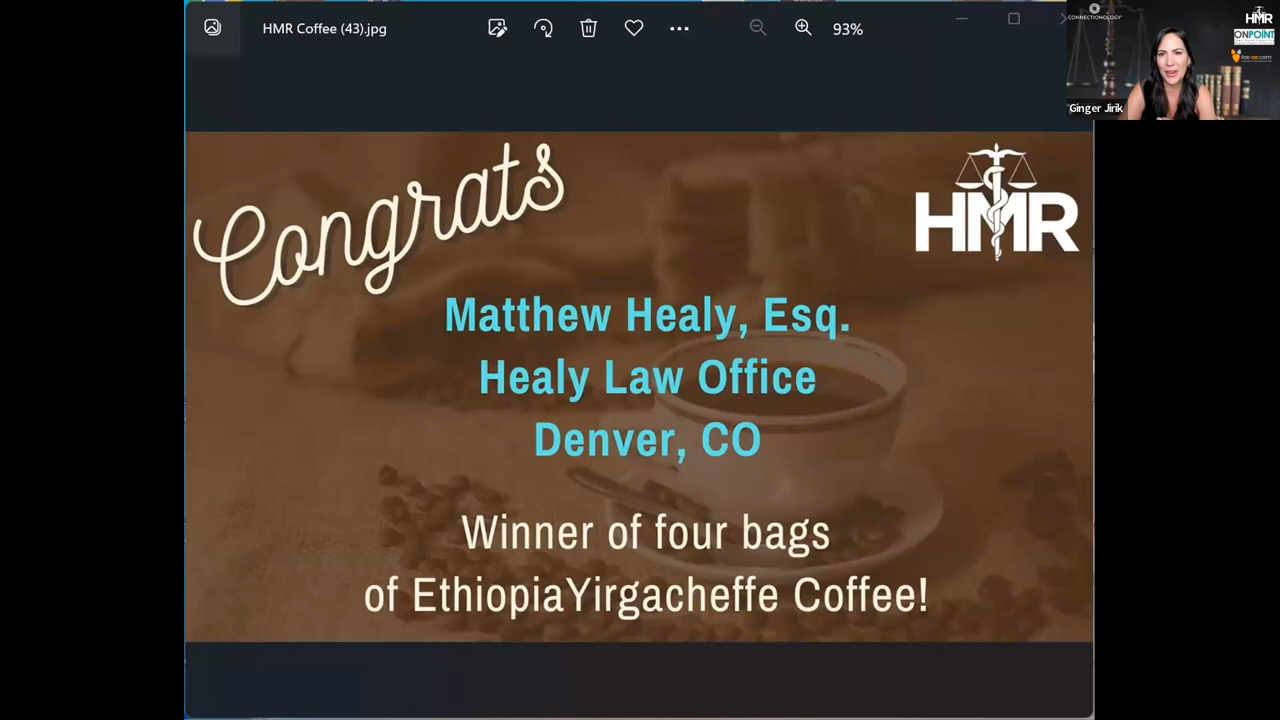 HMR Coffee (43).jpg
93%
CONNECTIONOLOGY
HMR
ONPOINT
Ginger Jirik
Congrats
HMR
Matthew Healy, Esq.
Healy Law Office
Denver, CO
Winner of four bags
of EthiopiaYirgacheffe Coffee!